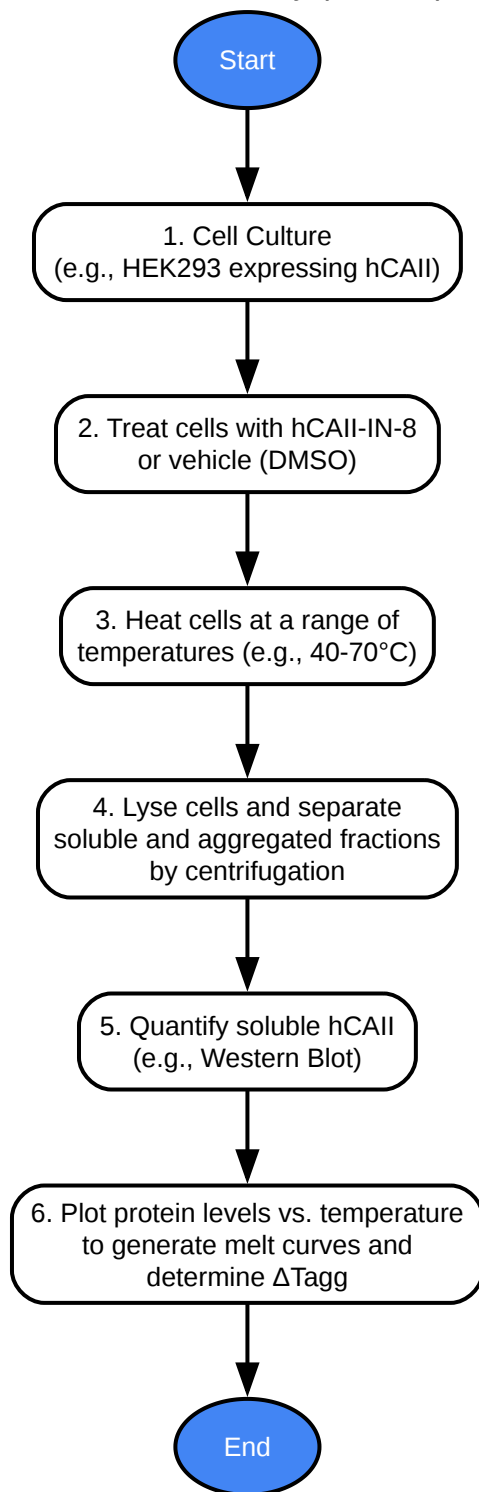 Start
1. Cell Culture
(e.g., HEK293 expressing hCAII)
2. Treat cells with hCAII-IN-8
or vehicle (DMSO)
3. Heat cells at a range of
temperatures (e.g., 40-70°C)
4. Lyse cells and separate
soluble and aggregated fractions
by centrifugation
5. Quantify soluble hCAII
(e.g., Western Blot)
6. Plot protein levels vs. temperature
to generate melt curves and
determine ΔTagg
End